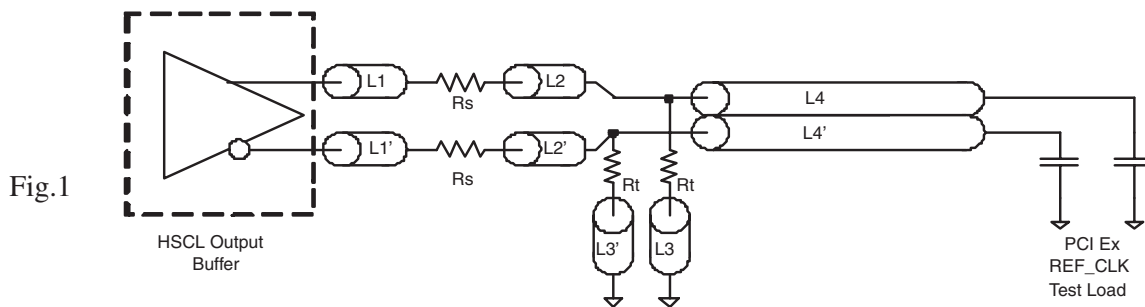 L1
Rs
L2
L4
L4'
L1'
Rs
L2'
Rt
Rt
L3'
L3
Fig.1
HSCL Output
Buffer
PCI Ex
REF_CLK
Test Load